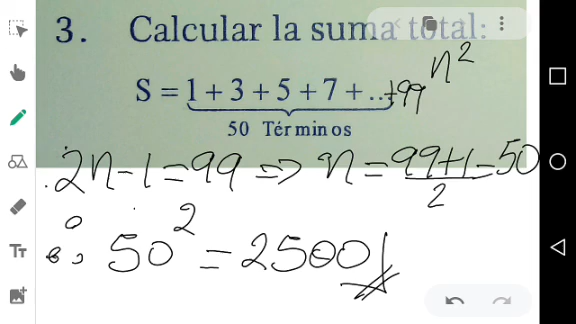 3. Calcular la suma total:
S = 1 + 3 + 5 + 7 + ...+99 n²
50 Términos
2n-1=99 => n=99+1/2=50
50² = 2500
Tt